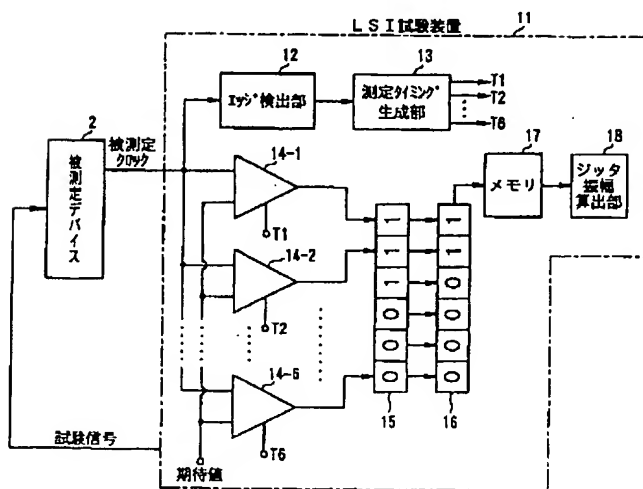 LSI試験装置
11
12
エッジ検出部
13
測定タイミング
生成部
T1
T2
T6
2
被測定デバイス
被測定
クロック
14-1
T1
14-2
T2
14-6
T6
期待値
試験信号
1
1
1
0
0
0
15
1
1
0
0
0
0
16
17
メモリ
18
ジッタ
振幅
算出部